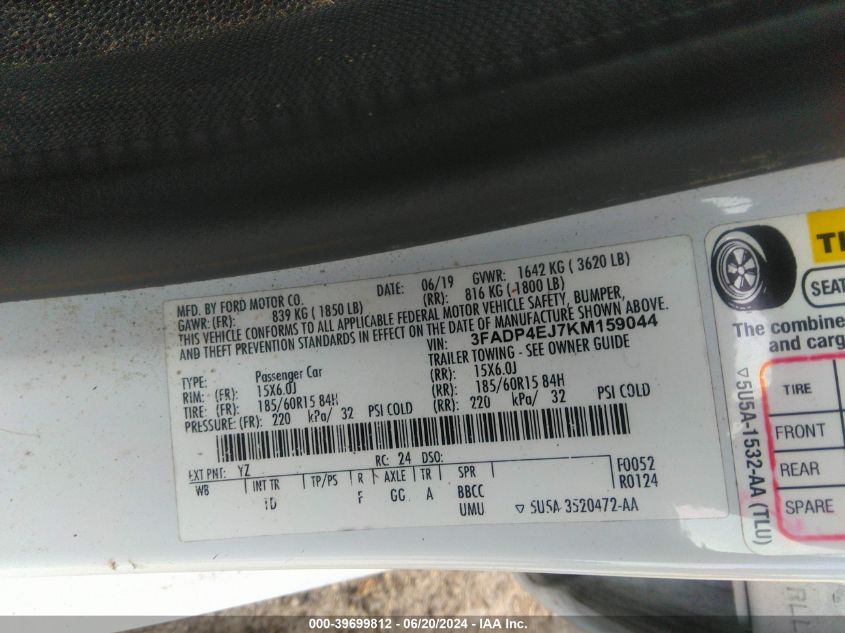 MFD. BY FORD MOTOR CO.
DATE: 06/19 GVWR: 1642 KG ( 3620 LB)
GAWR: (FR): 839 KG ( 1850 LB) (RR): 816 KG ( 1800 LB)
THIS VEHICLE CONFORMS TO ALL APPLICABLE FEDERAL MOTOR VEHICLE SAFETY, BUMPER,
AND THEFT PREVENTION STANDARDS IN EFFECT ON THE DATE OF MANUFACTURE SHOWN ABOVE.
VIN: 3FADP4EJ7KM159044
TYPE: Passenger Car TRAILER TOWING - SEE OWNER GUIDE
RIM: (FR): 15X6.0J (RR): 15X6.0J
TIRE: (FR): 185/60R15 84H (RR): 185/60R15 84H
PRESSURE: (FR): 220 kPa/ 32 PSI COLD (RR): 220 kPa/ 32 PSI COLD
EXT PNT: YZ RC: 24 DSO:
WB INT TR TP/PS R AXLE TR SPR F0052
R0124
F GG A BBCC
UMU
▽ 5U5A-3520472-AA
SEAT
The combine
and carg
TIRE
FRONT
REAR
SPARE
▽5U5A-1532-AA (TLU)
000-39699812 - 06/20/2024 - IAA Inc.